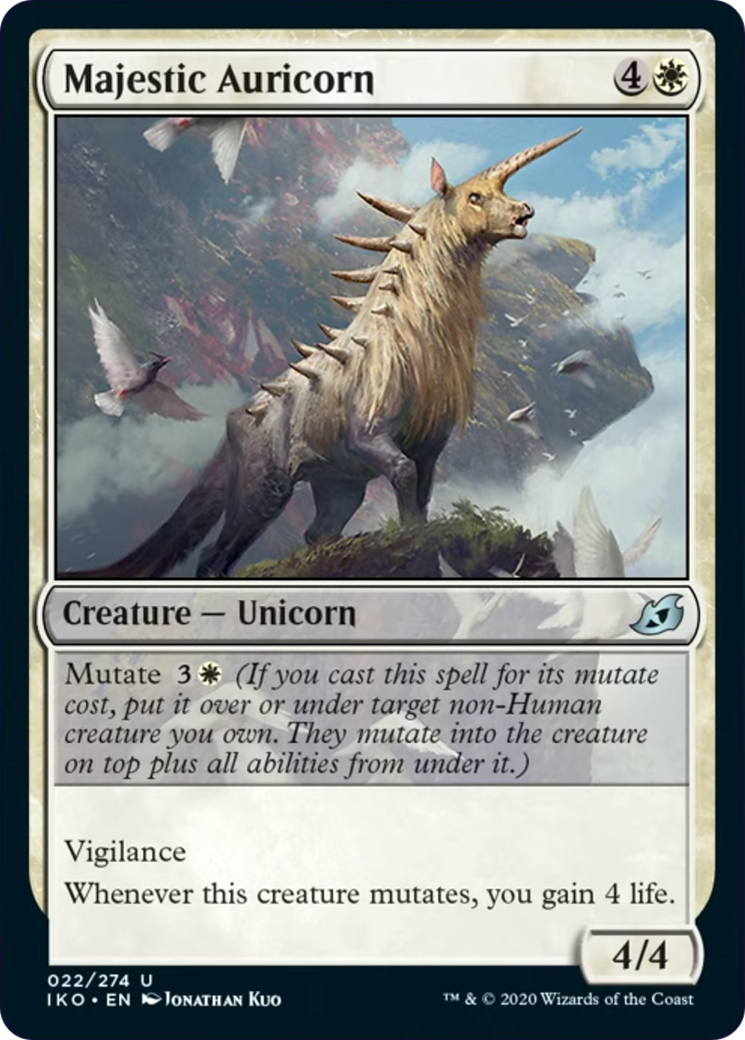 Majestic Auricorn 4
Creature — Unicorn
Mutate 3 (If you cast this spell for its mutate
cost, put it over or under target non-Human
creature you own. They mutate into the creature
on top plus all abilities from under it.)
Vigilance
Whenever this creature mutates, you gain 4 life.
4/4
022/274 U
IKO • EN Jonathan Kuo
™ & © 2020 Wizards of the Coast